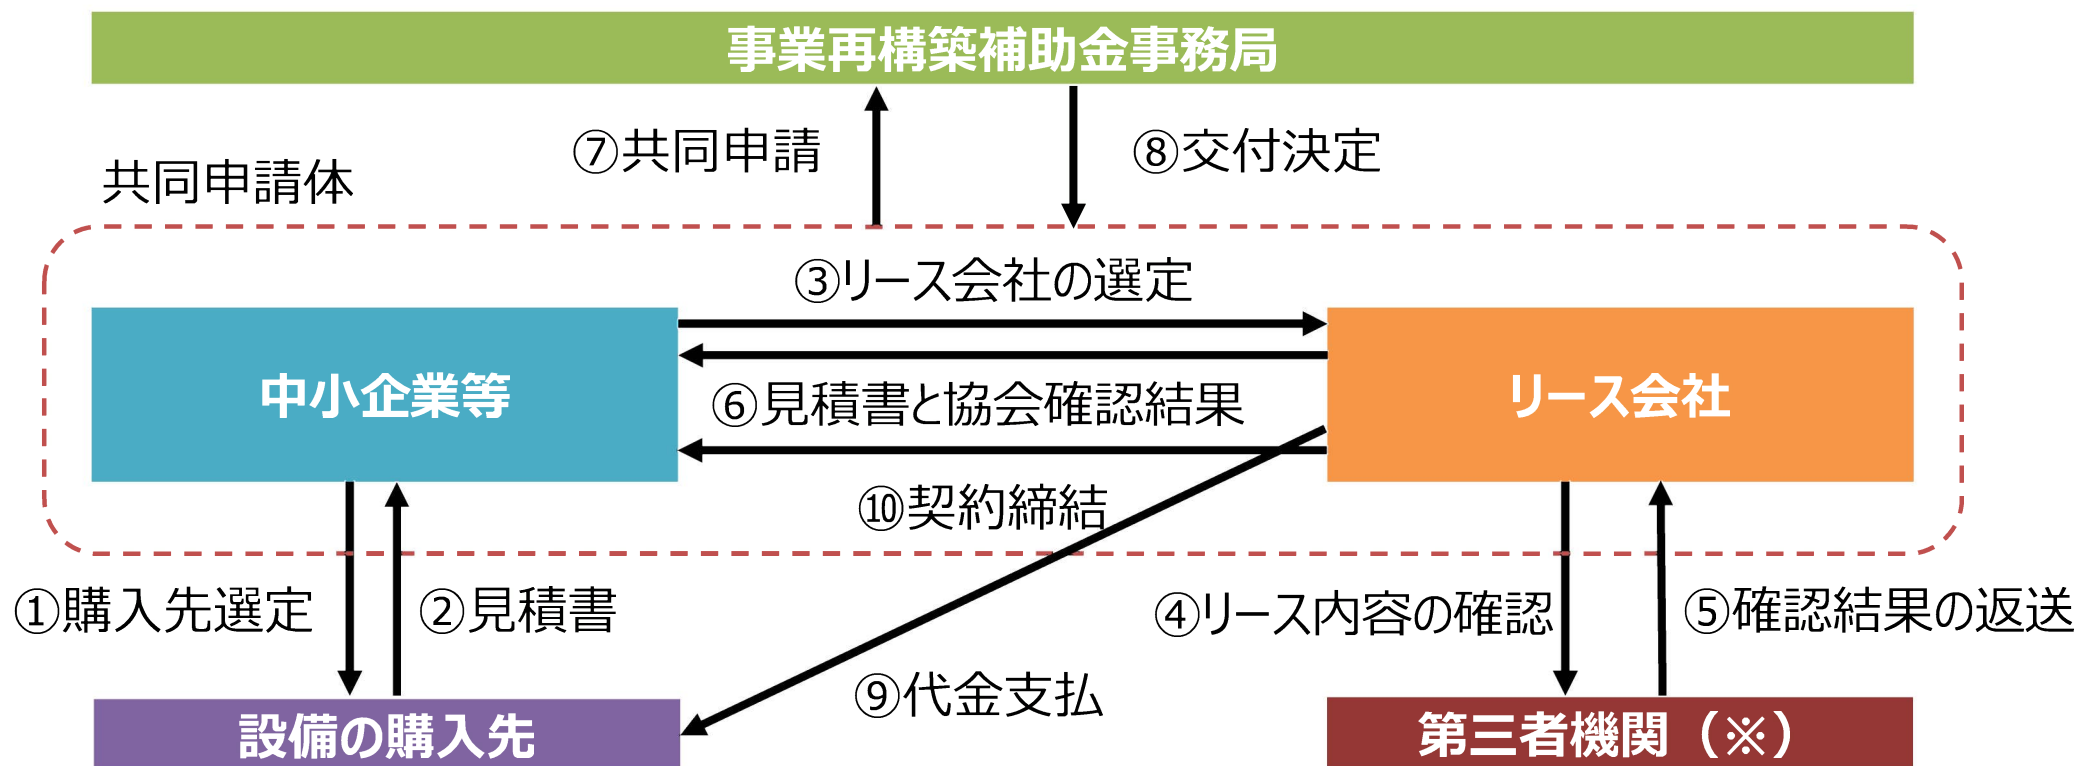 事業再構築補助金事務局
⑦共同申請
⑧交付決定
共同申請体
③リース会社の選定
中小企業等
リース会社
⑥見積書と協会確認結果
⑩契約締結
①購入先選定
②見積書
④リース内容の確認
⑤確認結果の返送
⑨代金支払
設備の購入先
第三者機関（※）